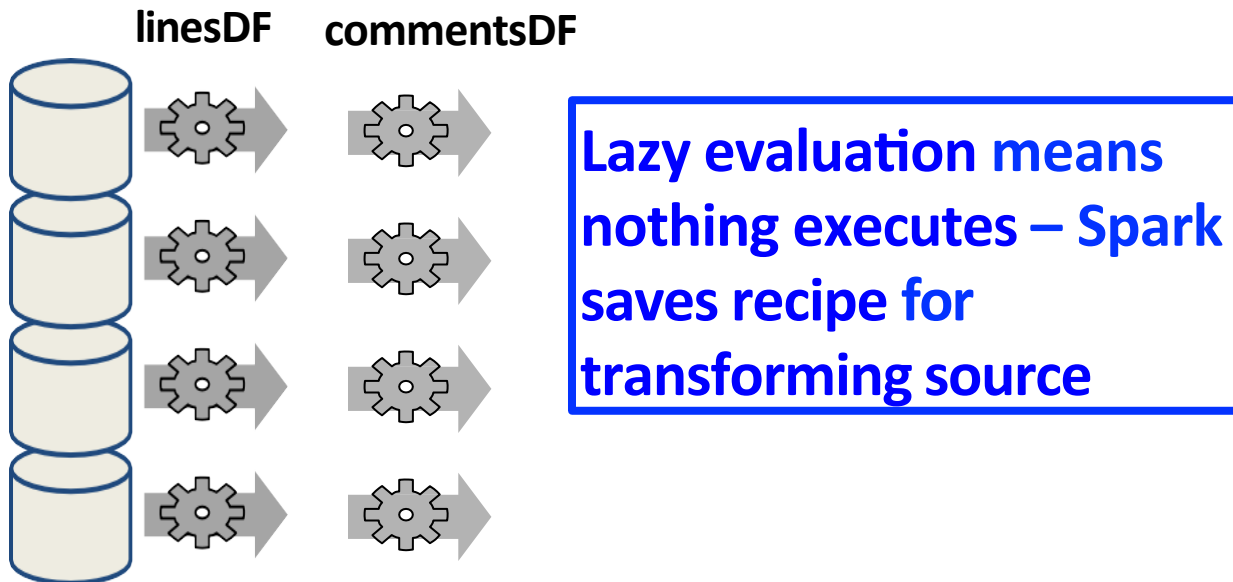 linesDF commentsDF
Lazy evaluation means
nothing executes – Spark
saves recipe for
transforming source